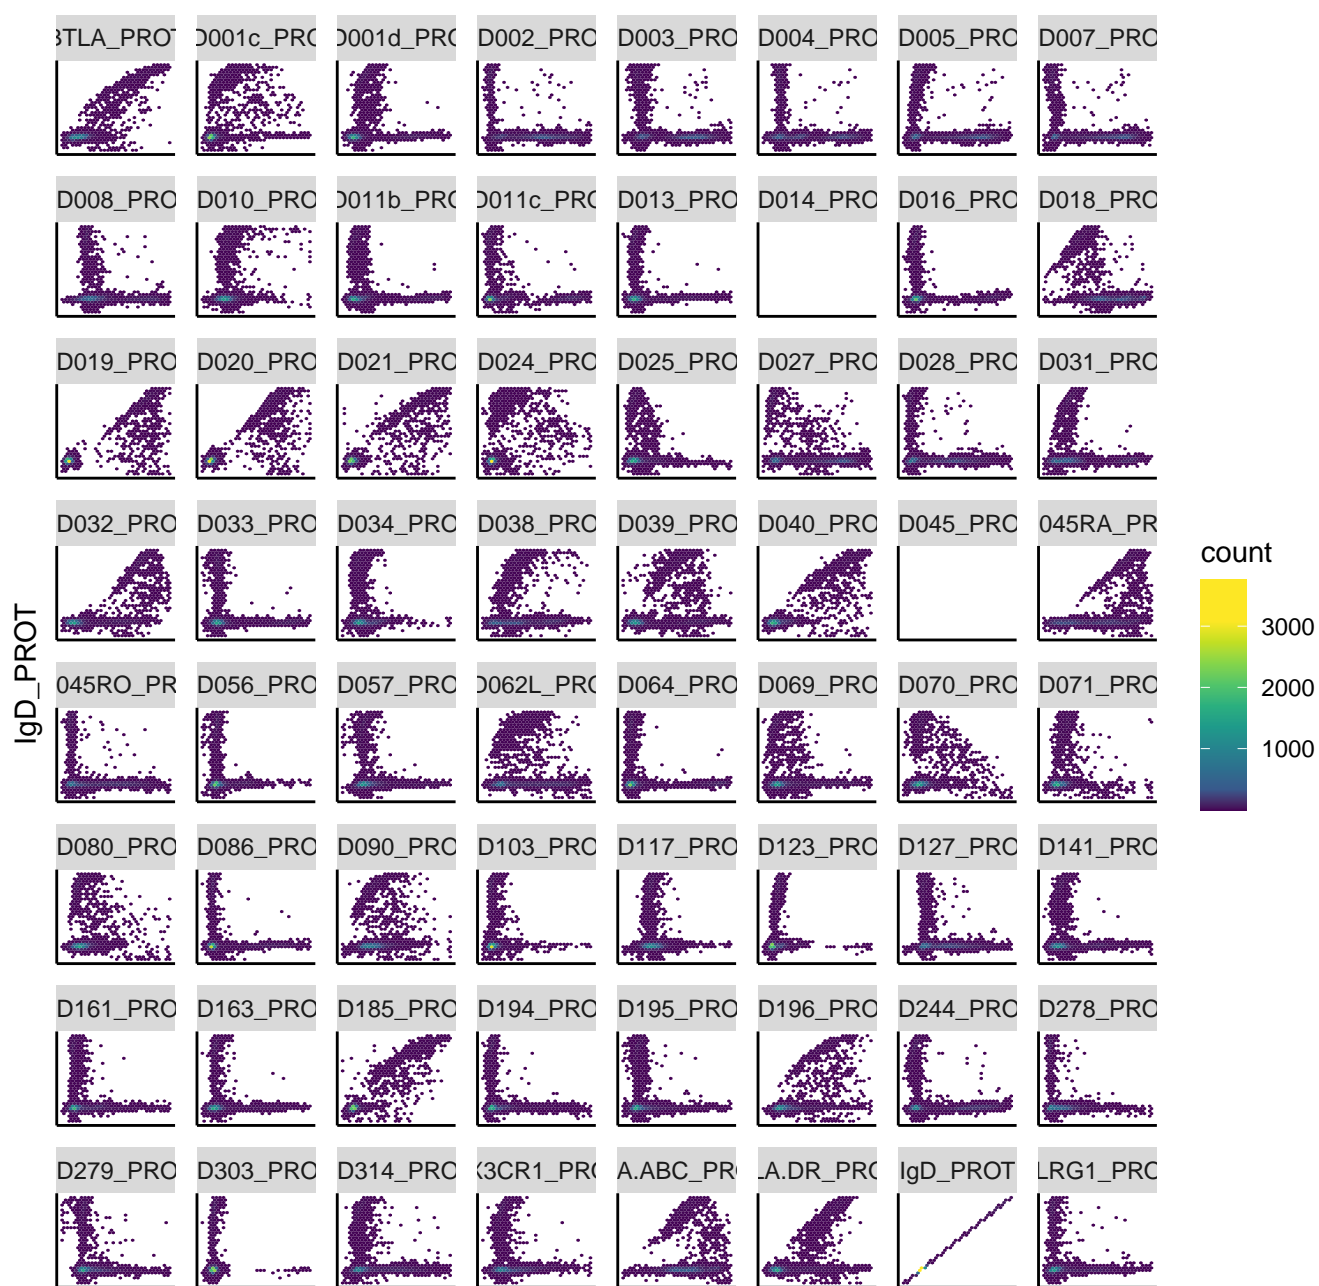 BTLA_PROT D001c_PRO D001d_PRO D002_PRO D003_PRO D004_PRO D005_PRO D007_PRO
D008_PRO D010_PRO D011b_PRO D011c_PRO D013_PRO D014_PRO D016_PRO D018_PRO
D019_PRO D020_PRO D021_PRO D024_PRO D025_PRO D027_PRO D028_PRO D031_PRO
D032_PRO D033_PRO D034_PRO D038_PRO D039_PRO D040_PRO D045_PRO 045RA_PR
045RO_PR D056_PRO D057_PRO D062L_PRO D064_PRO D069_PRO D070_PRO D071_PRO
D080_PRO D086_PRO D090_PRO D103_PRO D117_PRO D123_PRO D127_PRO D141_PRO
D161_PRO D163_PRO D185_PRO D194_PRO D195_PRO D196_PRO D244_PRO D278_PRO
D279_PRO D303_PRO D314_PRO X3CR1_PRO A.ABC_PRO LA.DR_PRO IgD_PROT LRG1_PRO
IgD_PROT
count
3000
2000
1000